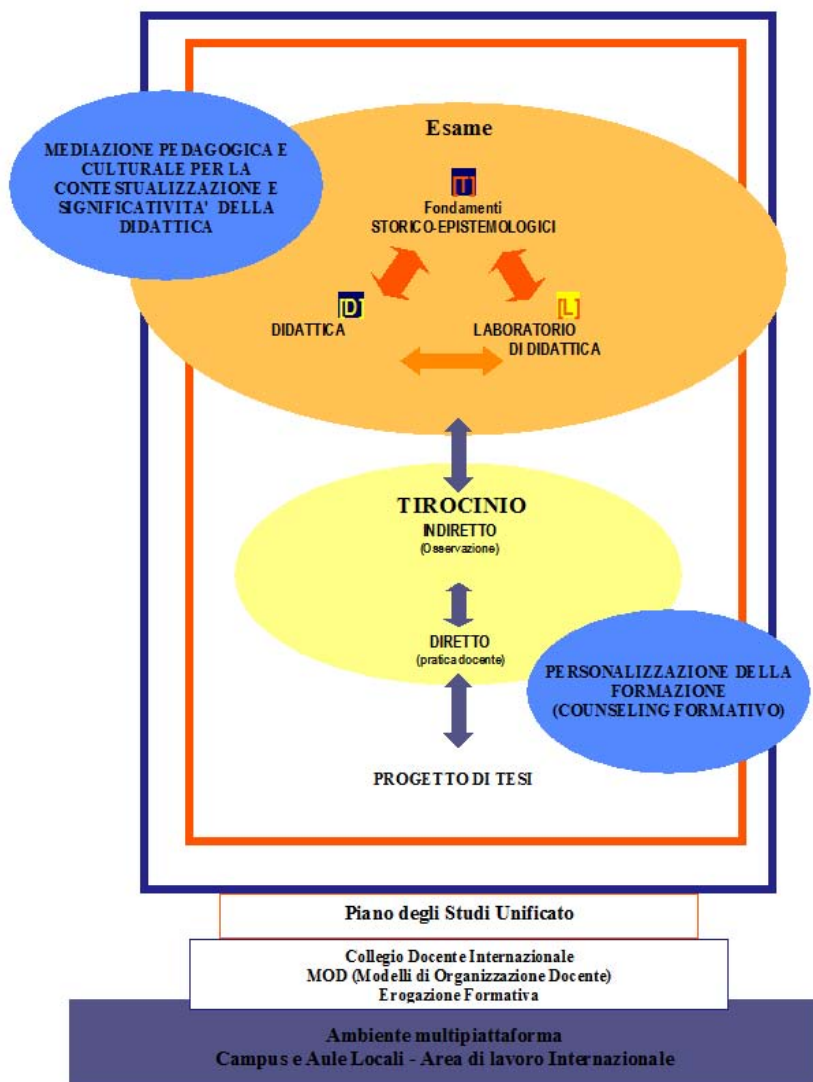 Esame
MEDIAZIONE PEDAGOGICA E
CULTURALE PER LA
CONTESTUALIZZAZIONE E
SIGNIFICATIVITA' DELLA
DIDATTICA
[T]
Fondamenti
STORICO-EPISTEMOLOGICI
[D]
DIDATTICA
[L]
LABORATORIO
DI DIDATTICA
TIROCINIO
INDIRETTO
(Osservazione)
DIRETTO
(pratica docente)
PERSONALIZZAZIONE DELLA
FORMAZIONE
(COUNSELING FORMATIVO)
PROGETTO DI TESI
Piano degli Studi Unificato
Collegio Docente Internazionale
MOD (Modelli di Organizzazione Docente)
Erogazione Formativa
Ambiente multipiattaforma
Campus e Aule Locali - Area di lavoro Internazionale